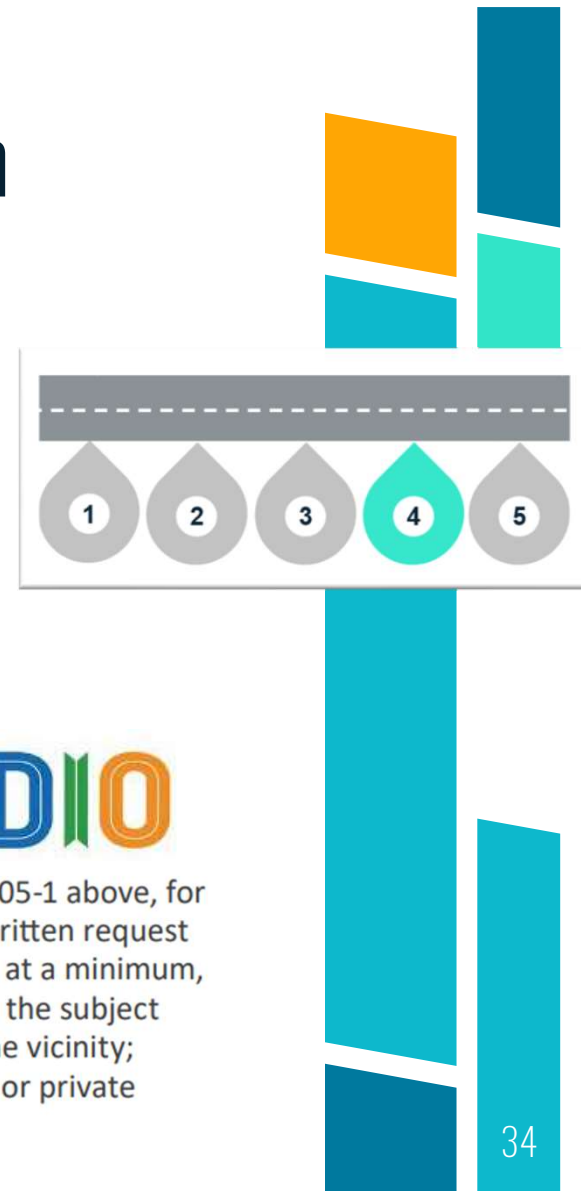 n
1 2 3 4 5
DIO
05-1 above, for
ritten request
at a minimum,
the subject
e vicinity;
or private
34